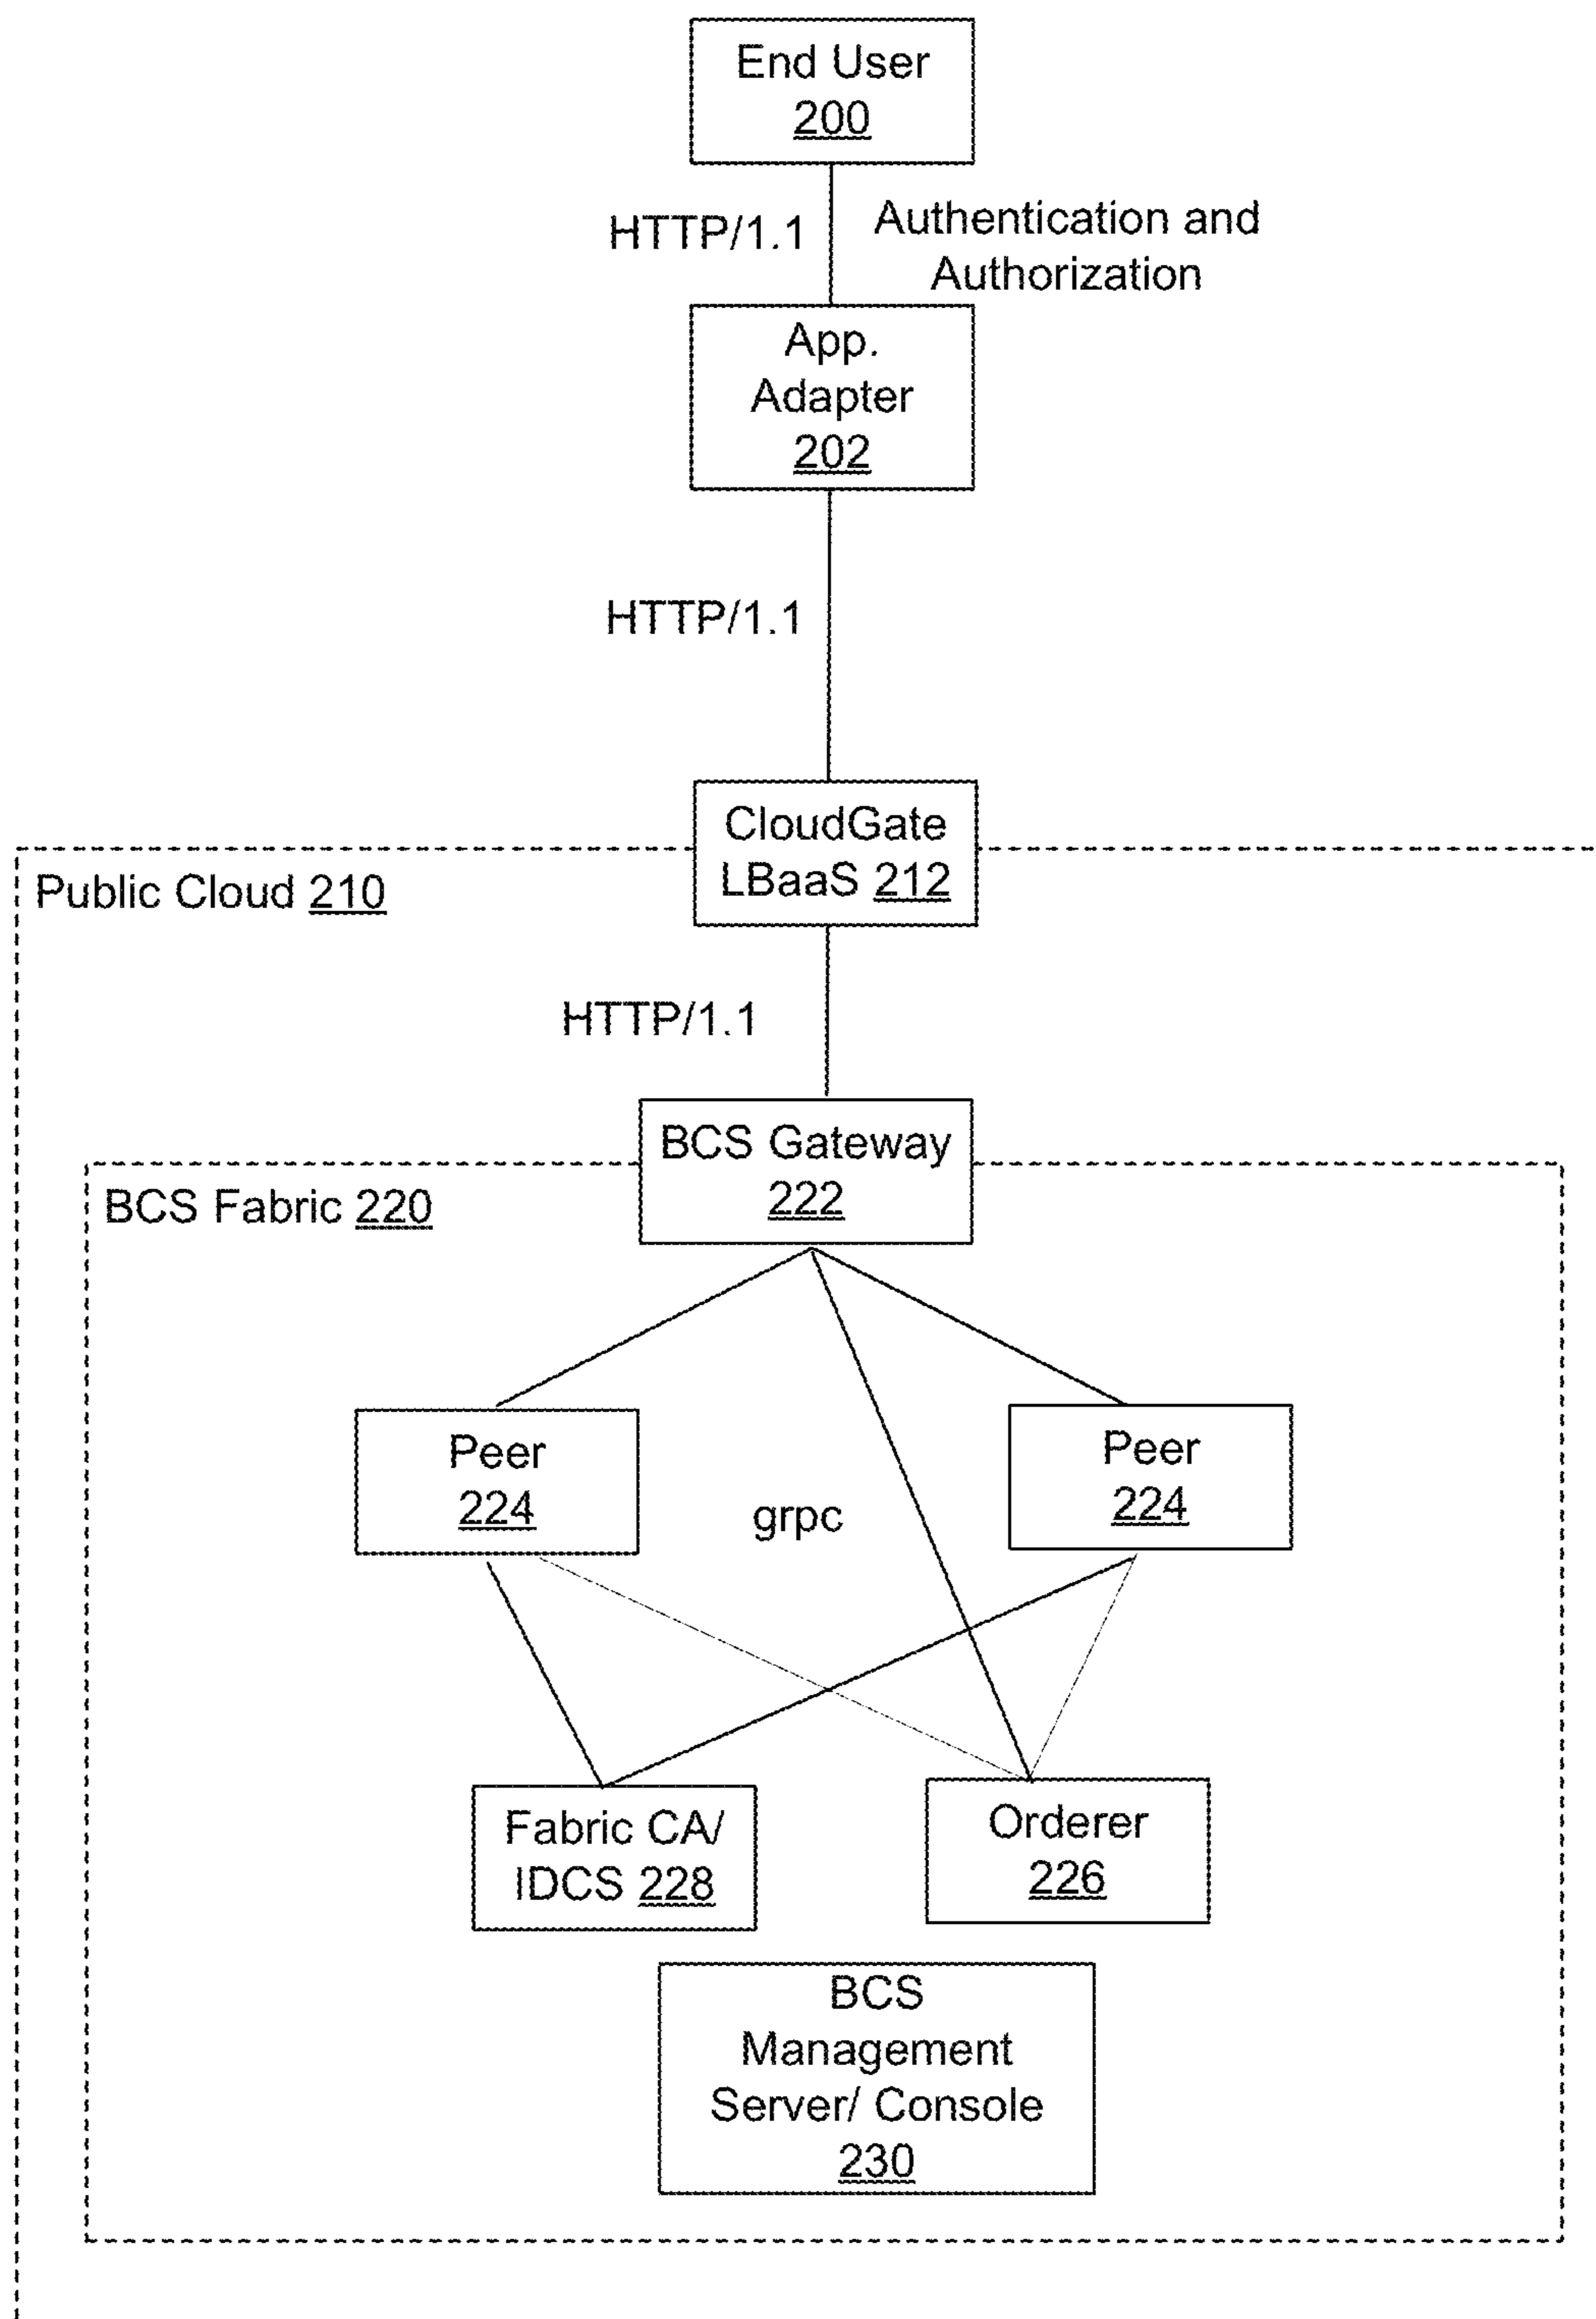 End User
200
HTTP/1.1
Authentication and
Authorization
App.
Adapter
202
HTTP/1.1
CloudGate
LBaaS 212
Public Cloud 210
HTTP/1.1
BCS Gateway
222
BCS Fabric 220
Peer
224
Peer
224
grpc
Fabric CA/
IDCS 228
Orderer
226
BCS
Management
Server/ Console
230